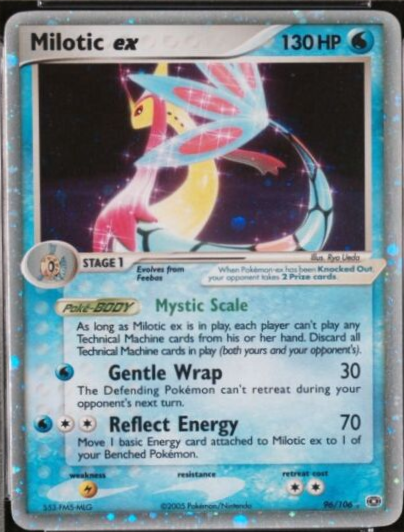 Milotic ex 130 HP
Illus. Ryo Ueda
STAGE 1
Evolves from
Feebas
When Pokémon-ex has been Knocked Out,
your opponent takes 2 Prize cards.
Poké-BODY Mystic Scale
As long as Milotic ex is in play, each player can't play any
Technical Machine cards from his or her hand. Discard all
Technical Machine cards in play (both yours and your opponent's).
Gentle Wrap 30
The Defending Pokémon can't retreat during your
opponent's next turn.
Reflect Energy 70
Move 1 basic Energy card attached to Milotic ex to 1 of
your Benched Pokémon.
weakness resistance retreat cost
©2005 Pokémon/Nintendo 96/106